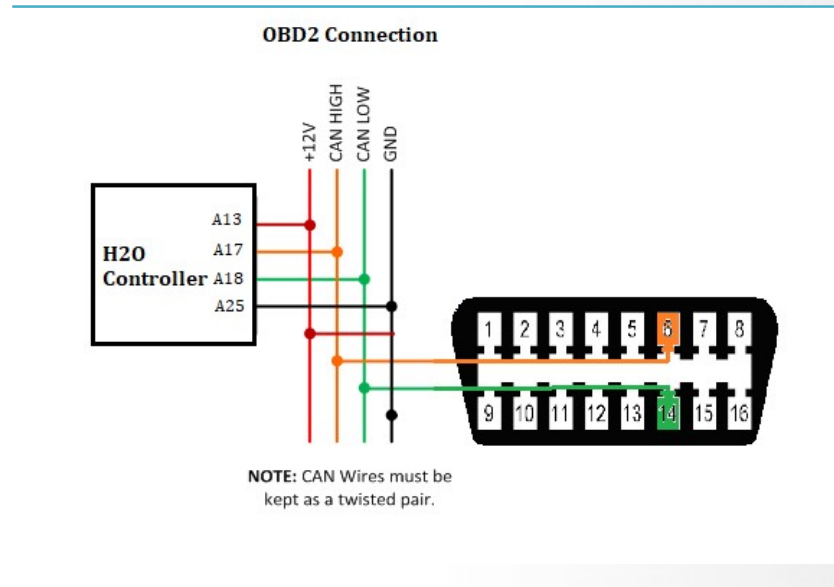 OBD2 Connection
+12V
CAN HIGH
CAN LOW
GND
A13
H2O
A17
Controller A18
A25
1 2 3 4 5 6 7 8
9 10 11 12 13 14 15 16
NOTE: CAN Wires must be
kept as a twisted pair.